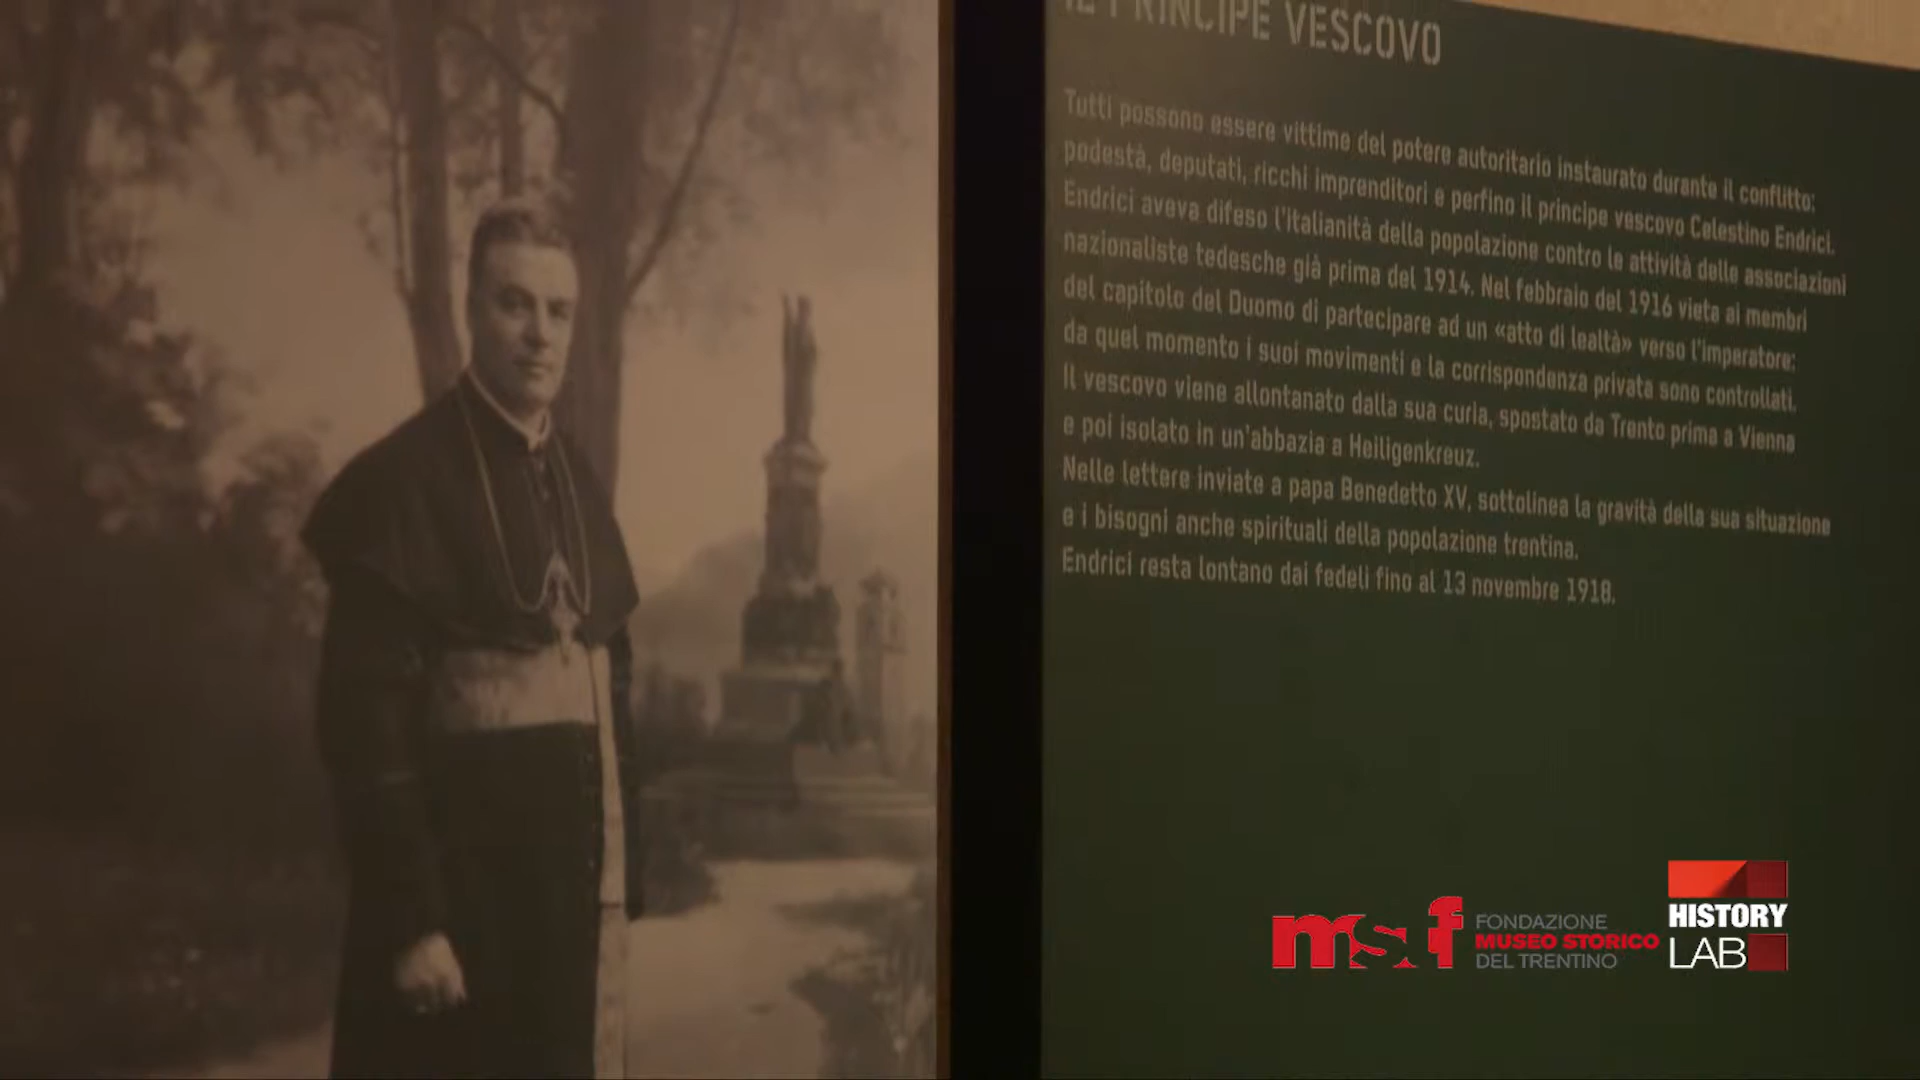 IL PRINCIPE VESCOVO
Tutti possono essere vittime del potere autoritario instaurato durante il conflitto:
podestà, deputati, ricchi imprenditori e perfino il principe vescovo Celestino Endrici.
Endrici aveva difeso l'italianità della popolazione contro le attività delle associazioni
nazionaliste tedesche già prima del 1914. Nel febbraio del 1916 vieta ai membri
del capitolo del Duomo di partecipare ad un «atto di lealtà» verso l'imperatore:
da quel momento i suoi movimenti e la corrispondenza privata sono controllati.
Il vescovo viene allontanato dalla sua curia, spostato da Trento prima a Vienna
e poi isolato in un'abbazia a Heiligenkreuz.
Nelle lettere inviate a papa Benedetto XV, sottolinea la gravità della sua situazione
e i bisogni anche spirituali della popolazione trentina.
Endrici resta lontano dai fedeli fino al 13 novembre 1918.
msf
FONDAZIONE
MUSEO STORICO
DEL TRENTINO
HISTORY
LAB